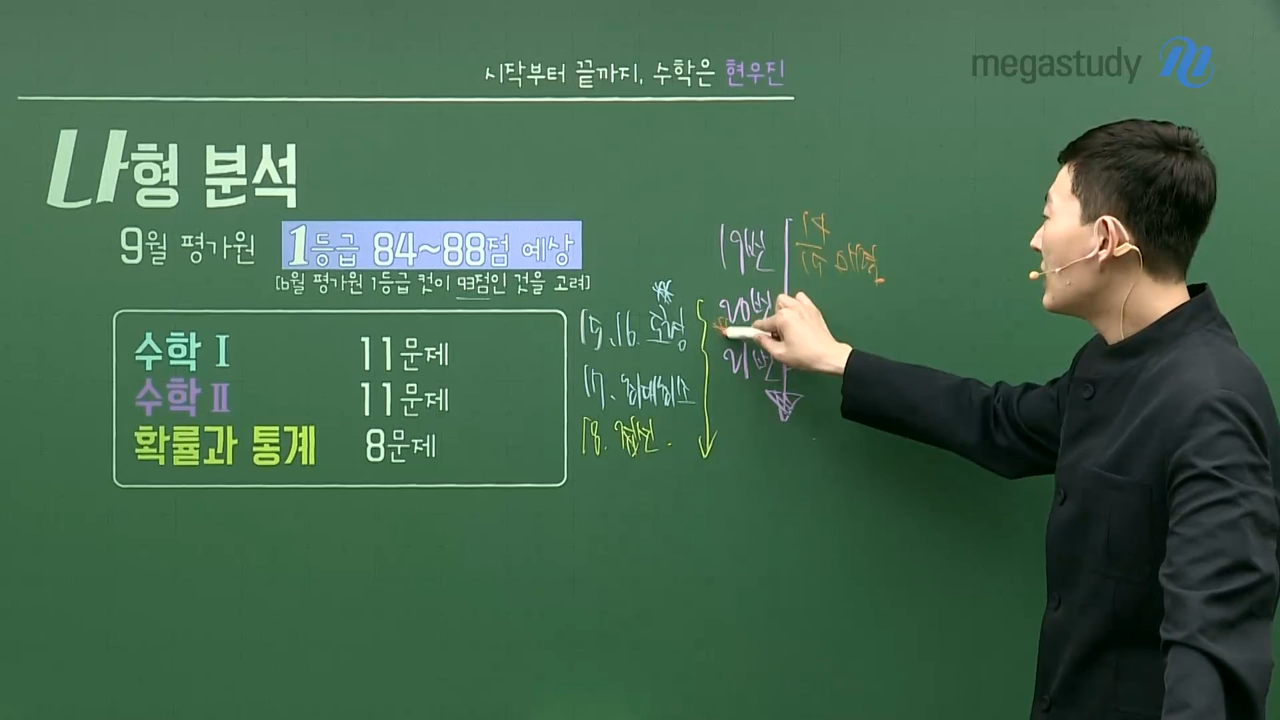 시작부터 끝까지, 수학은 현우진
megastudy
나형 분석
9월 평가원 1등급 84~88점 예상
[6월 평가원 1등급 컷이 93점인 것을 고려]
수학 I 11문제
수학 II 11문제
확률과 통계 8문제
15, 16. 도형
17. 최대최소
18.
19번
20번
21번